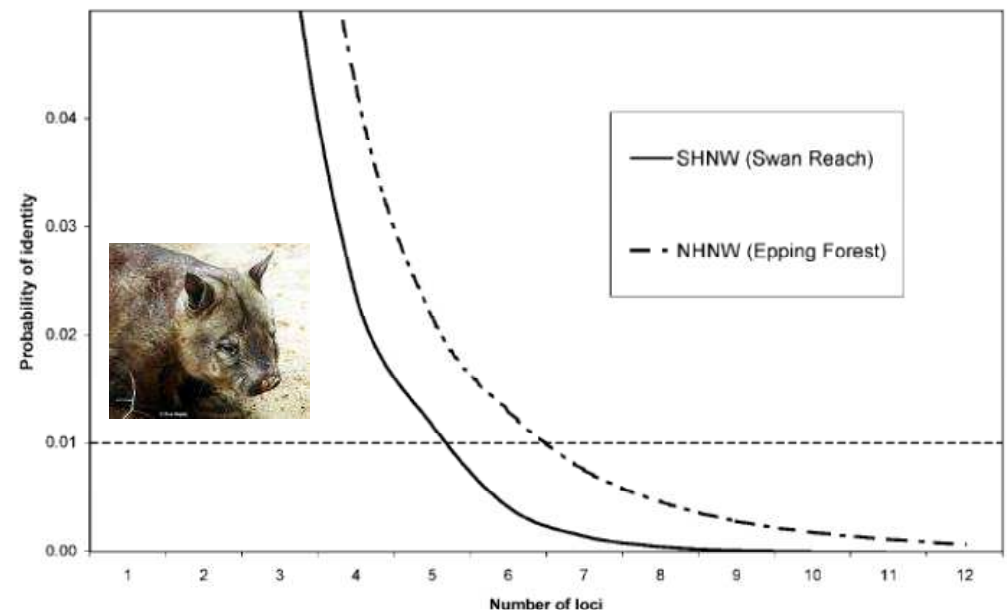 0.04
0.03
0.02
0.01
0.00
Probability of identity
SHNW (Swan Reach)
NHNW (Epping Forest)
1 2 3 4 5 6 7 8 9 10 11 12
Number of loci